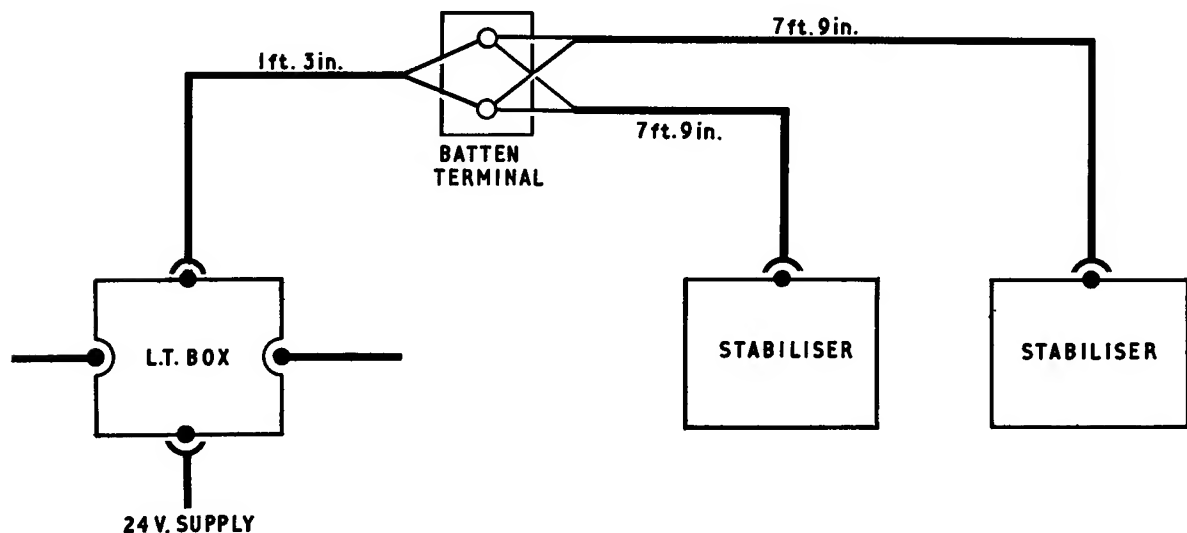 7ft. 9in.
1ft. 3in.
7ft. 9in.
BATTEN
TERMINAL
L.T. BOX
STABILISER
STABILISER
24 V. SUPPLY